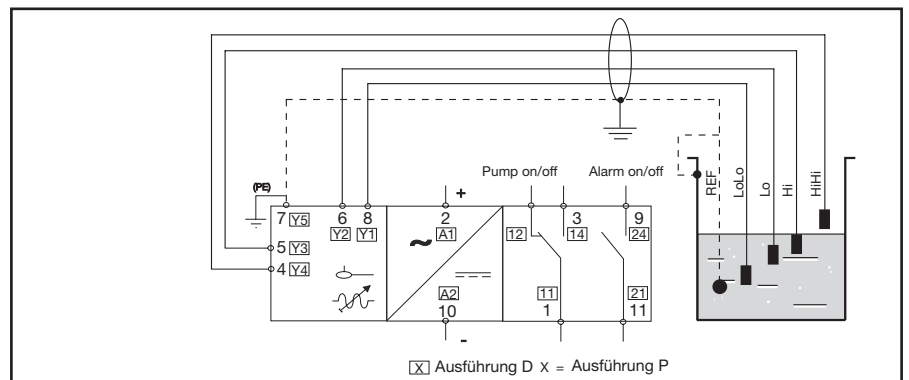 Pump on/off Alarm on/off
REF
LoLo
Lo
Hi
HiHi
(PE)
+
7 Y5 6 8 2 3 9
Y2 Y1 A1 12 14 24
5 Y3
4 Y4
A2 11 21
10 1 11
-
X Ausführung D X = Ausführung P